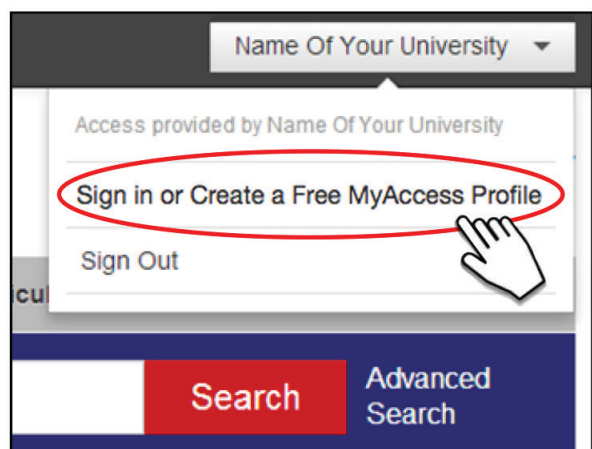 Name Of Your University
Access provided by Name Of Your University
Sign in or Create a Free MyAccess Profile
Sign Out
icul
Search
Advanced
Search